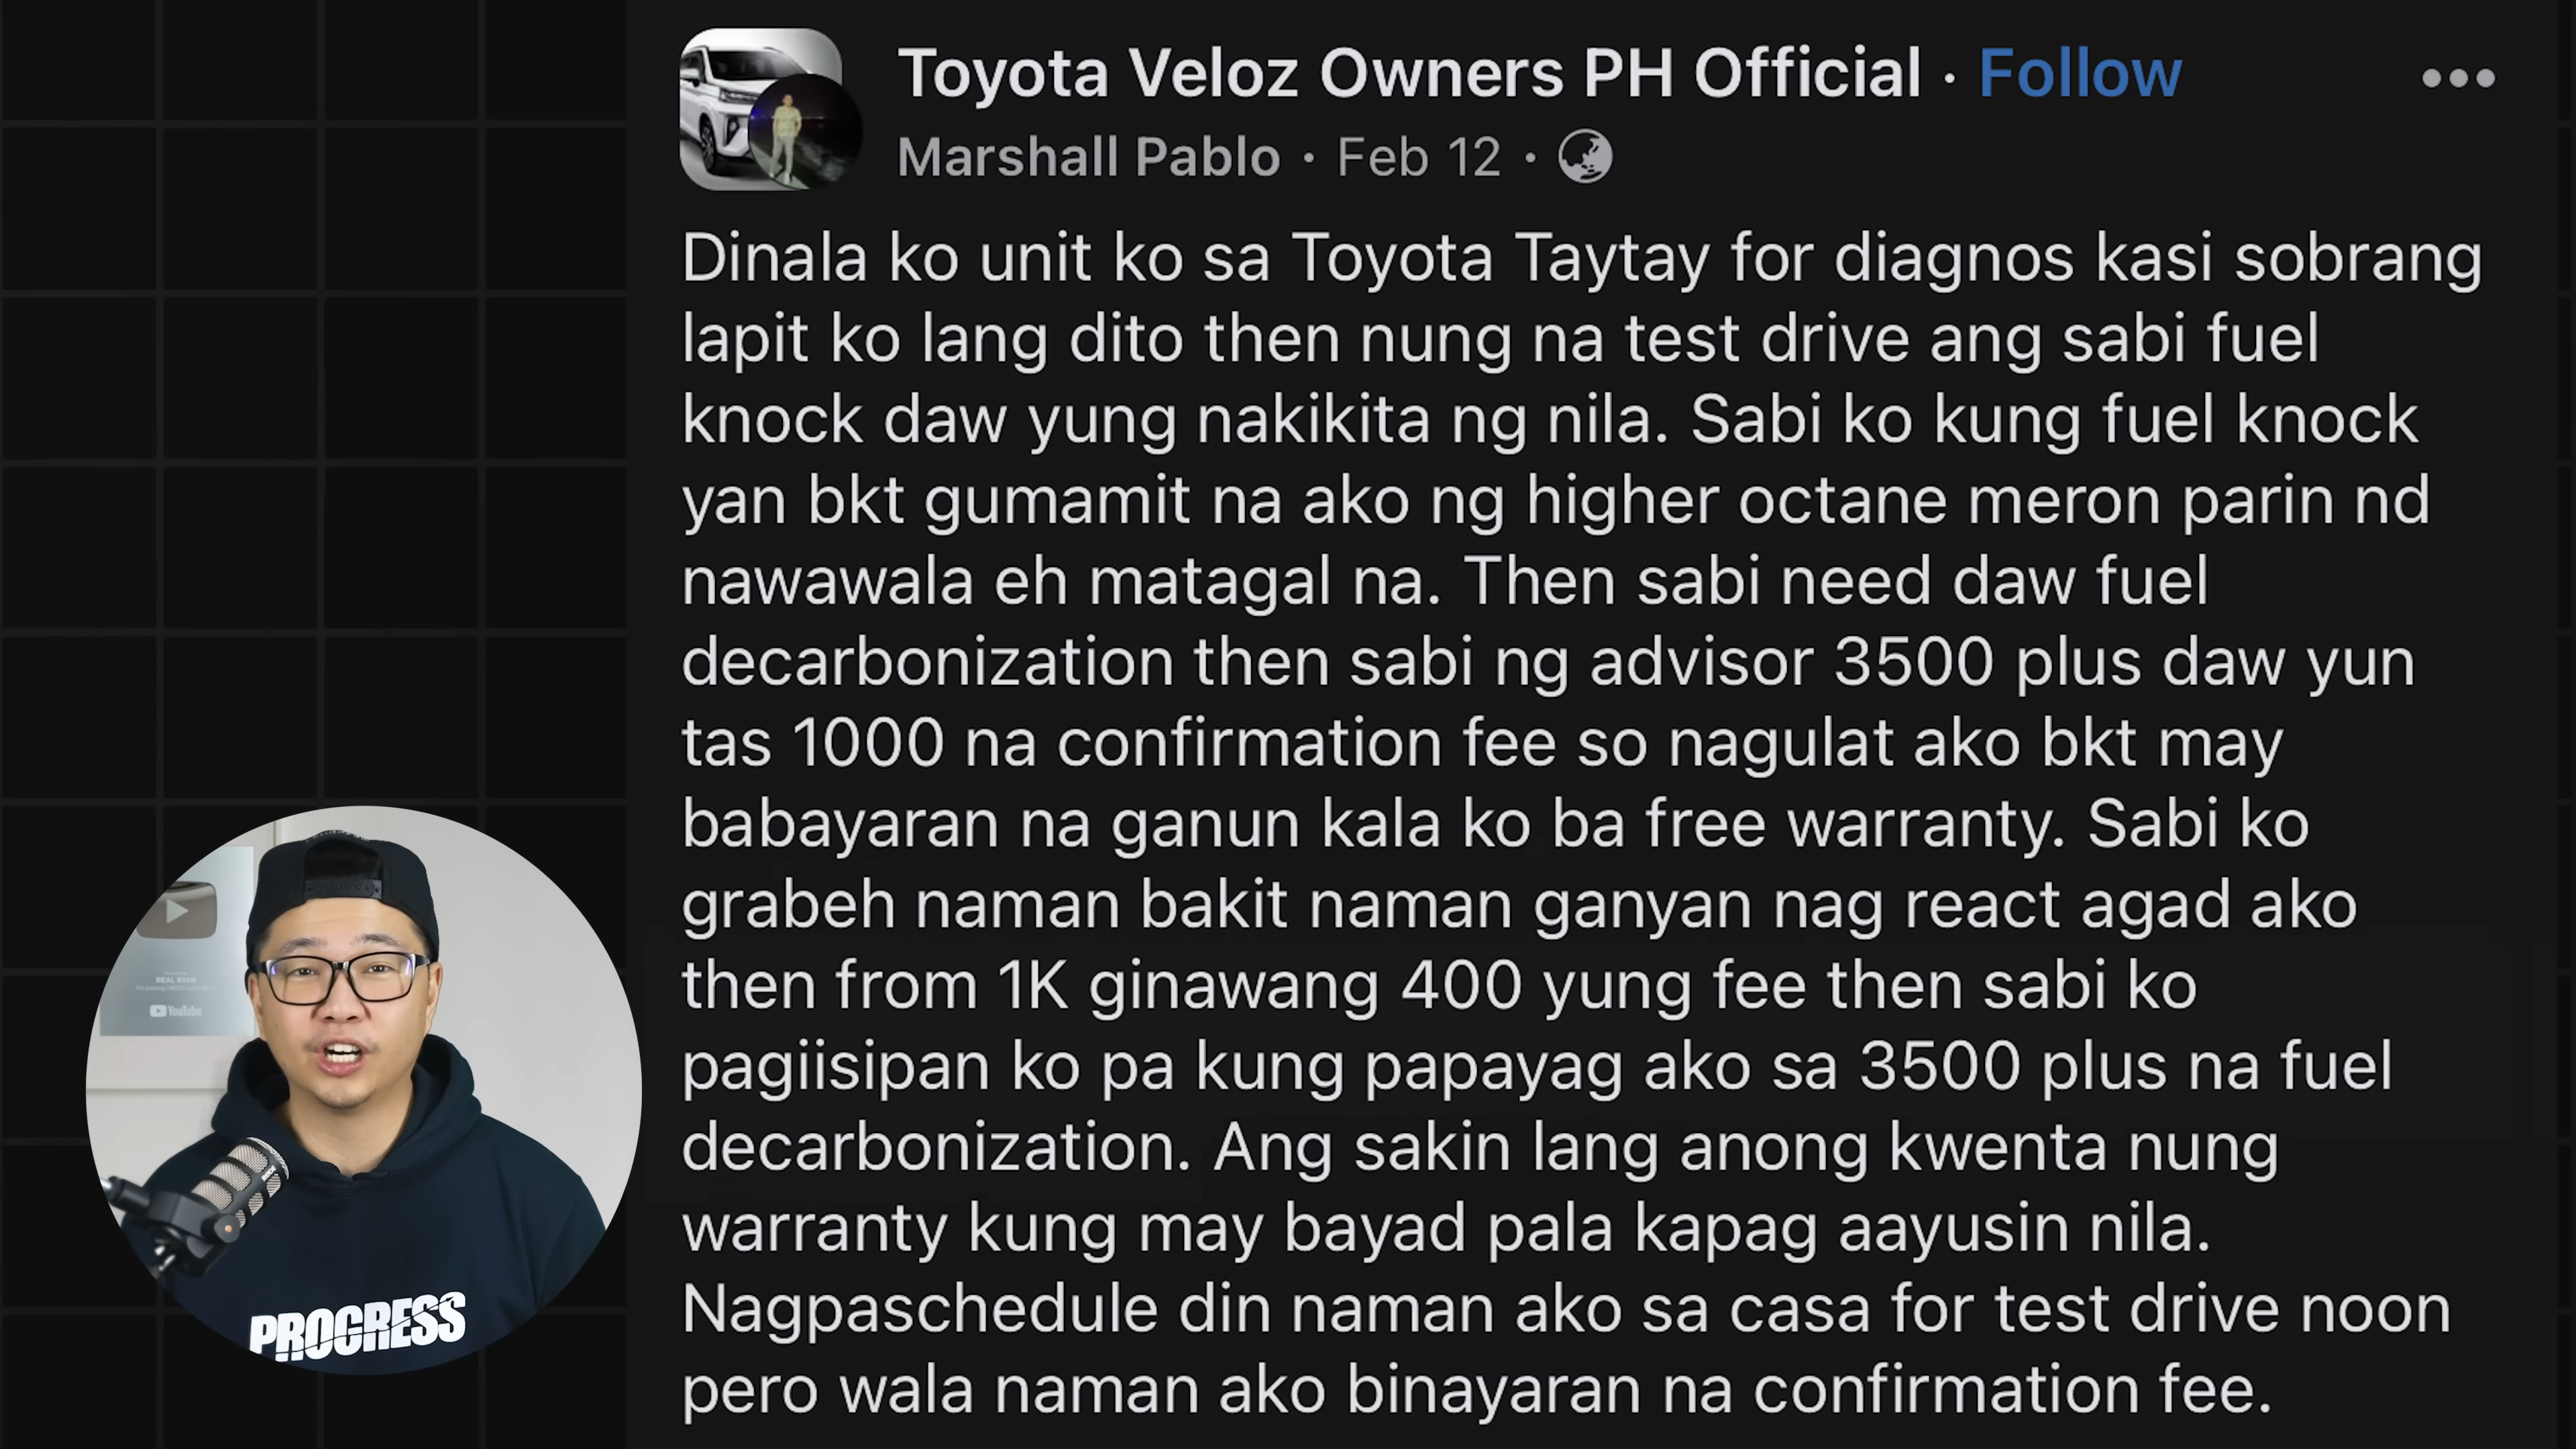 Toyota Veloz Owners PH Official · Follow
Marshall Pablo · Feb 12 ·
Dinala ko unit ko sa Toyota Taytay for diagnos kasi sobrang
lapit ko lang dito then nung na test drive ang sabi fuel
knock daw yung nakikita ng nila. Sabi ko kung fuel knock
yan bkt gumamit na ako ng higher octane meron parin nd
nawawala eh matagal na. Then sabi need daw fuel
decarbonization then sabi ng advisor 3500 plus daw yun
tas 1000 na confirmation fee so nagulat ako bkt may
babayaran na ganun kala ko ba free warranty. Sabi ko
grabeh naman bakit naman ganyan nag react agad ako
then from 1K ginawang 400 yung fee then sabi ko
pagiisipan ko pa kung papayag ako sa 3500 plus na fuel
decarbonization. Ang sakin lang anong kwenta nung
warranty kung may bayad pala kapag aayusin nila.
Nagpaschedule din naman ako sa casa for test drive noon
pero wala naman ako binayaran na confirmation fee.
REAL RYAN
YouTube
PROGRESS